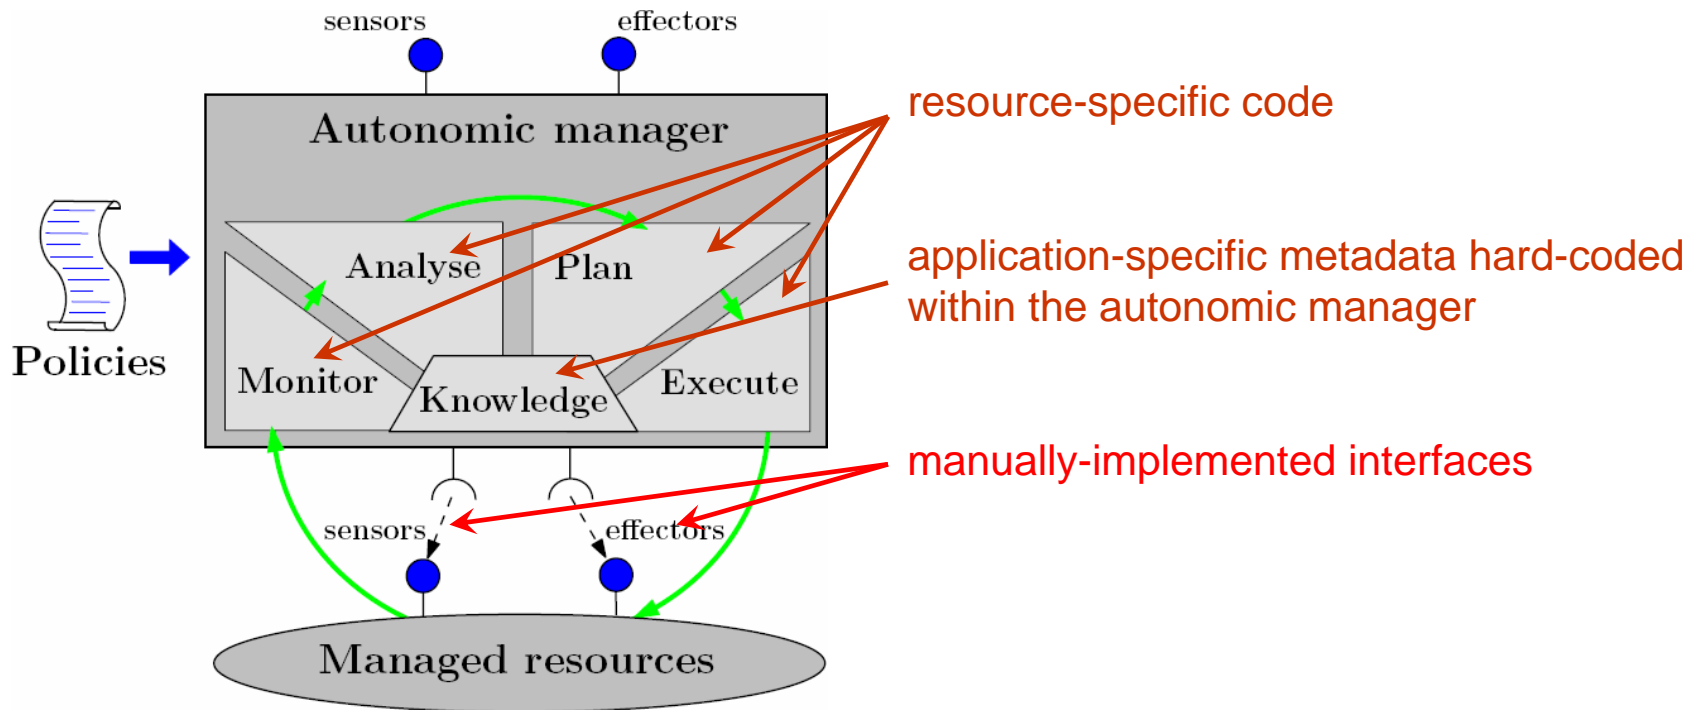 sensors
effectors
resource-specific code
Autonomic manager
Analyse
Plan
application-specific metadata hard-coded
within the autonomic manager
Policies
Monitor
Knowledge
Execute
manually-implemented interfaces
sensors
effectors
Managed resources